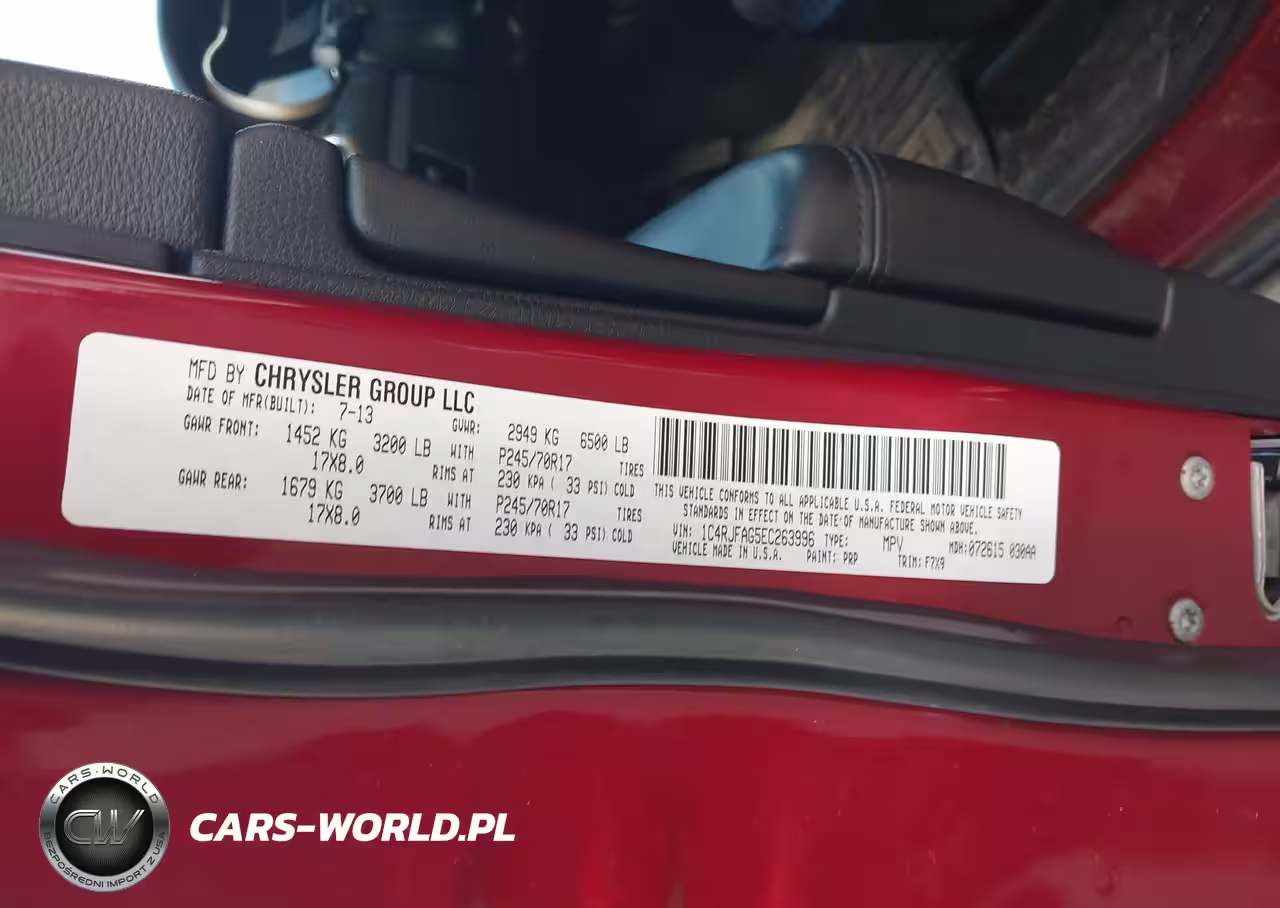 MFD BY CHRYSLER GROUP LLC
DATE OF MFR(BUILT): 7-13 GVWR: 2949 KG 6500 LB
GAWR FRONT: 1452 KG 3200 LB WITH P245/70R17 TIRES
17X8.0 RIMS AT 230 KPA ( 33 PSI) COLD
GAWR REAR: 1679 KG 3700 LB WITH P245/70R17 TIRES
17X8.0 RIMS AT 230 KPA ( 33 PSI) COLD
THIS VEHICLE CONFORMS TO ALL APPLICABLE U.S.A. FEDERAL MOTOR VEHICLE SAFETY
STANDARDS IN EFFECT ON THE DATE OF MANUFACTURE SHOWN ABOVE.
VIN: 1C4RJFAG5EC263996 TYPE: MPV MDH:072615 030AA
VEHICLE MADE IN U.S.A. PAINT: PRP TRIM: F7X9
CARS-WORLD
CW
BEZPOŚREDNI IMPORT Z USA
CARS-WORLD.PL